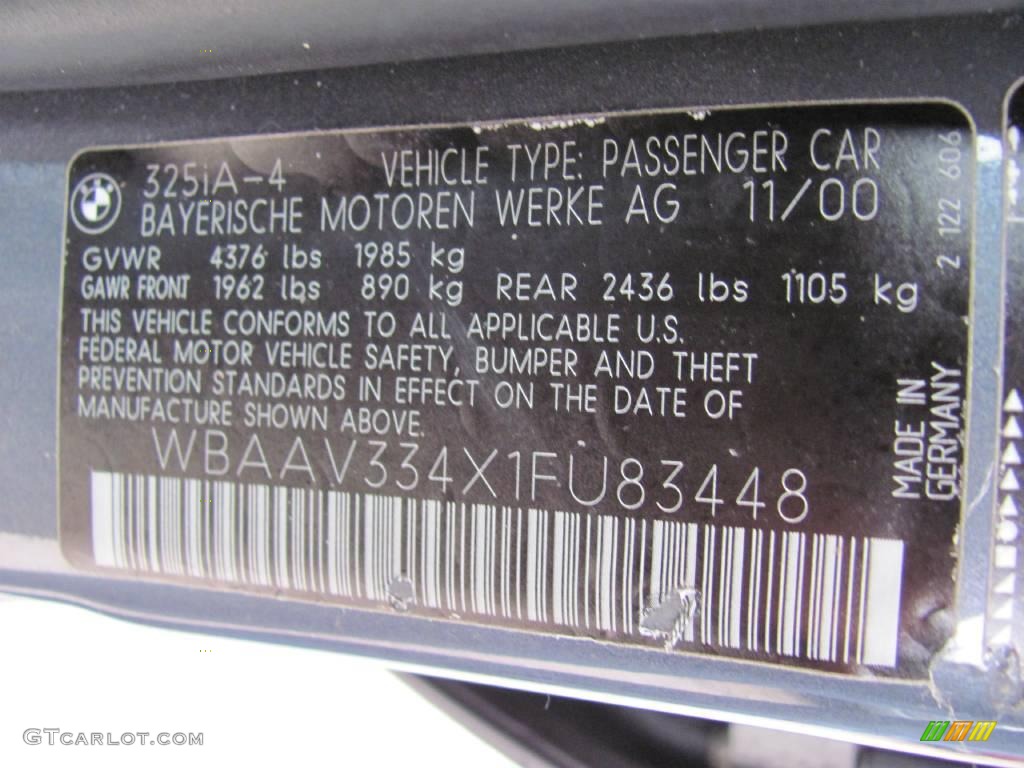 325iA-4 VEHICLE TYPE: PASSENGER CAR
BAYERISCHE MOTOREN WERKE AG 11/00
GVWR 4376 lbs 1985 kg
GAWR FRONT 1962 lbs 890 kg REAR 2436 lbs 1105 kg
THIS VEHICLE CONFORMS TO ALL APPLICABLE U.S.
FEDERAL MOTOR VEHICLE SAFETY, BUMPER AND THEFT
PREVENTION STANDARDS IN EFFECT ON THE DATE OF
MANUFACTURE SHOWN ABOVE.
WBAAV334X1FU83448
2 122 606
MADE IN
GERMANY
GTCARLOT.COM